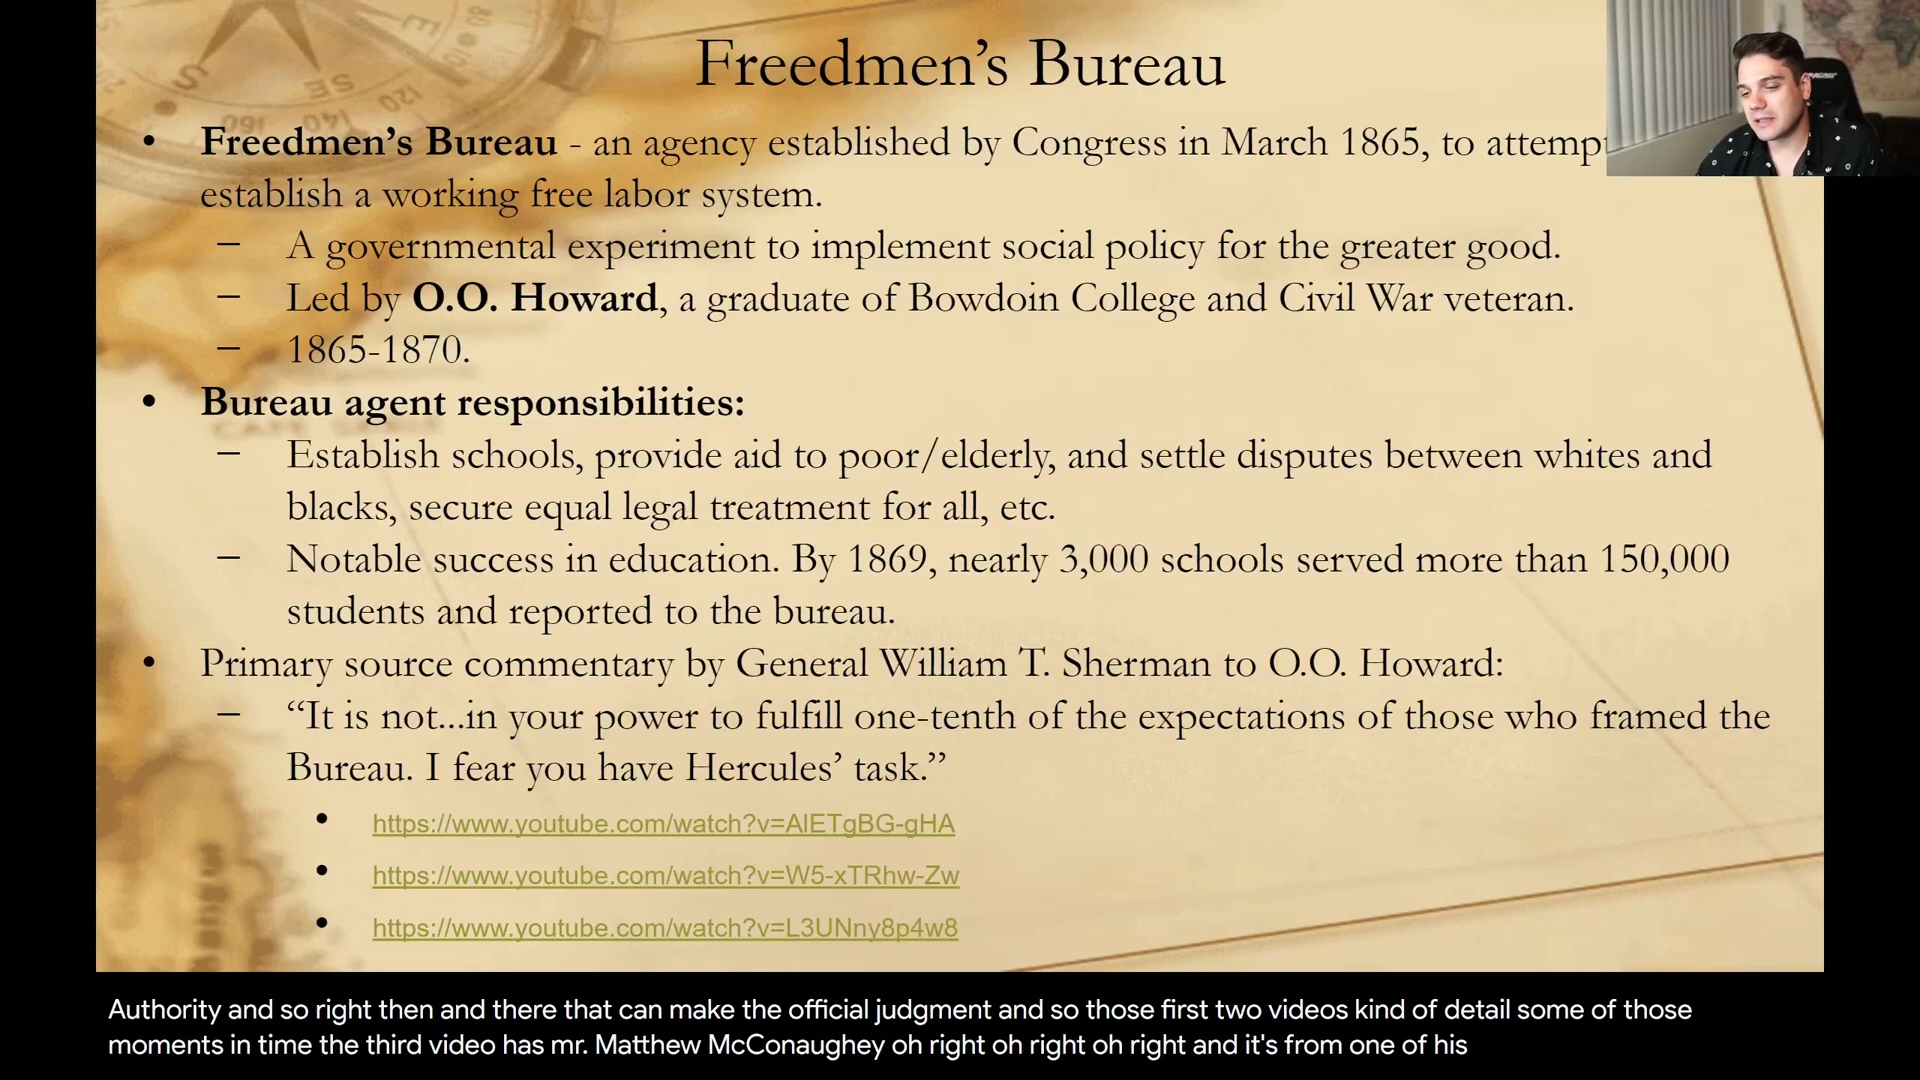 Freedmen’s Bureau
• Freedmen’s Bureau - an agency established by Congress in March 1865, to
establish a working free labor system.
– A governmental experiment to implement social policy for the greater good.
– Led by O.O. Howard, a graduate of Bowdoin College and Civil War veteran.
– 1865-1870.
• Bureau agent responsibilities:
– Establish schools, provide aid to poor/elderly, and settle disputes between whites and
blacks, secure equal legal treatment for all, etc.
– Notable success in education. By 1869, nearly 3,000 schools served more than 150,000
students and reported to the bureau.
• Primary source commentary by General William T. Sherman to O.O. Howard:
– “It is not...in your power to fulfill one-tenth of the expectations of those who framed the
Bureau. I fear you have Hercules’ task.”
• https://www.youtube.com/watch?v=AlETgBG-gHA
• https://www.youtube.com/watch?v=W5-xTRhw-Zw
• https://www.youtube.com/watch?v=L3UNny8p4w8
Authority and so right then and there that can make the official judgment and so those first two videos kind of detail some of those
moments in time the third video has mr. Matthew McConaughey oh right oh right oh right and it's from one of his
S
SE
E
160
140
120